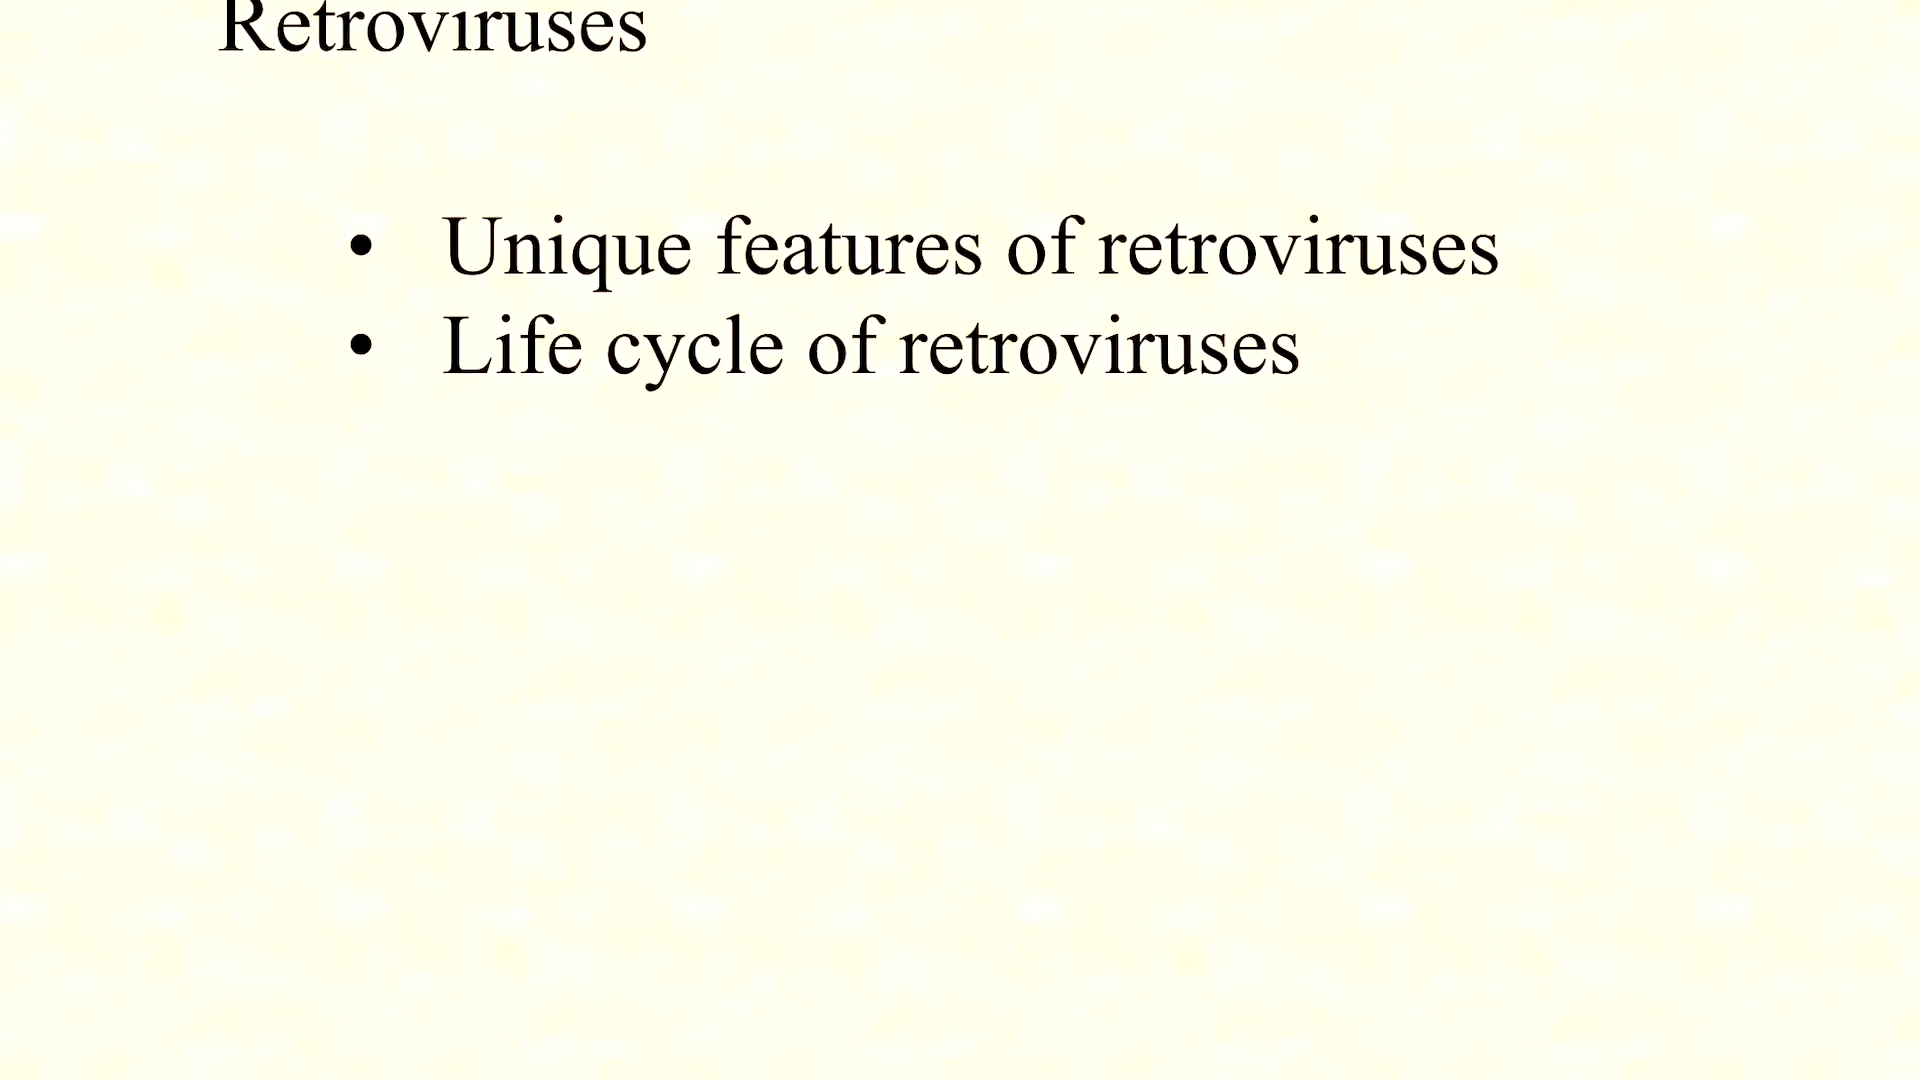 Retroviruses
• Unique features of retroviruses
• Life cycle of retroviruses